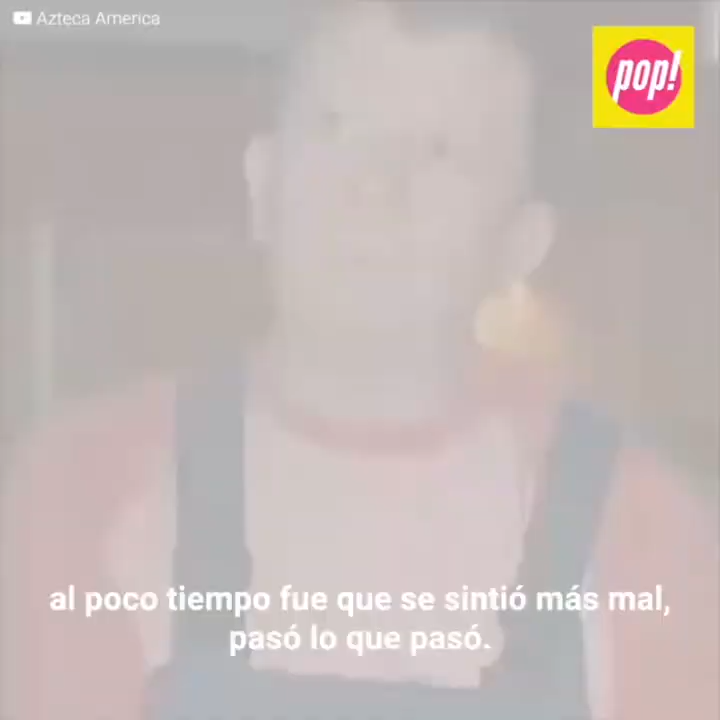 Azteca America
pop!
al poco tiempo fue que se sintió más mal,
pasó lo que pasó.